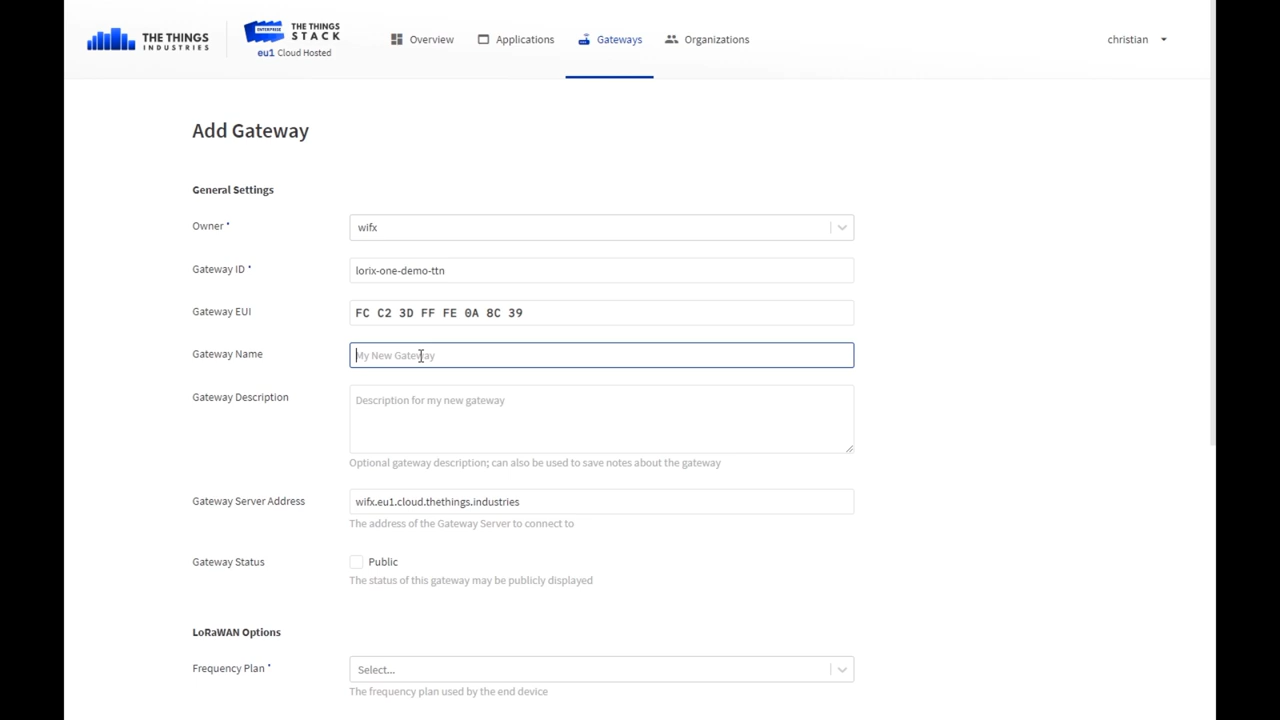 THE THINGS
INDUSTRIES
ENTERPRISE
THE THINGS
STACK
eu1 Cloud Hosted
Overview
Applications
Gateways
Organizations
christian
Add Gateway
General Settings
Owner *
wifx
Gateway ID *
lorix-one-demo-ttn
Gateway EUI
FC C2 3D FF FE 0A 8C 39
Gateway Name
My New Gateway
Gateway Description
Description for my new gateway
Optional gateway description; can also be used to save notes about the gateway
Gateway Server Address
wifx.eu1.cloud.thethings.industries
The address of the Gateway Server to connect to
Gateway Status
Public
The status of this gateway may be publicly displayed
LoRaWAN Options
Frequency Plan *
Select...
The frequency plan used by the end device